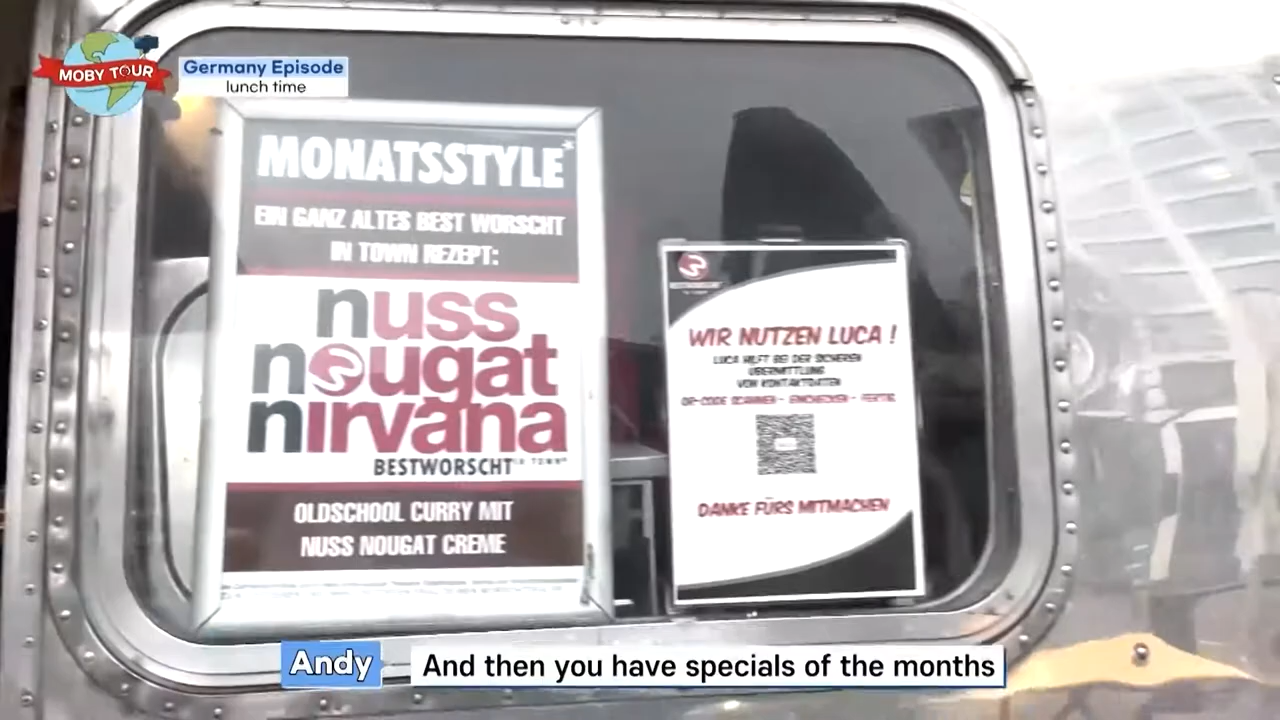 MOBY TOUR
Germany Episode
lunch time
MONATSSTYLE*
EIN GANZ ALTES BEST WORSCHT
IN TOWN REZEPT:
nuss
nougat
nirvana
BESTWORSCHT IN TOWN
OLDSCHOOL CURRY MIT
NUSS NOUGAT CREME
WIR NUTZEN LUCA !
LUCA HILFT BEI DER SICHEREN
ÜBERMITTLUNG
VON KONTAKTDATEN
QR-CODE SCANNEN - EINCHECKEN - FERTIG
DANKE FÜRS MITMACHEN
Andy
And then you have specials of the months